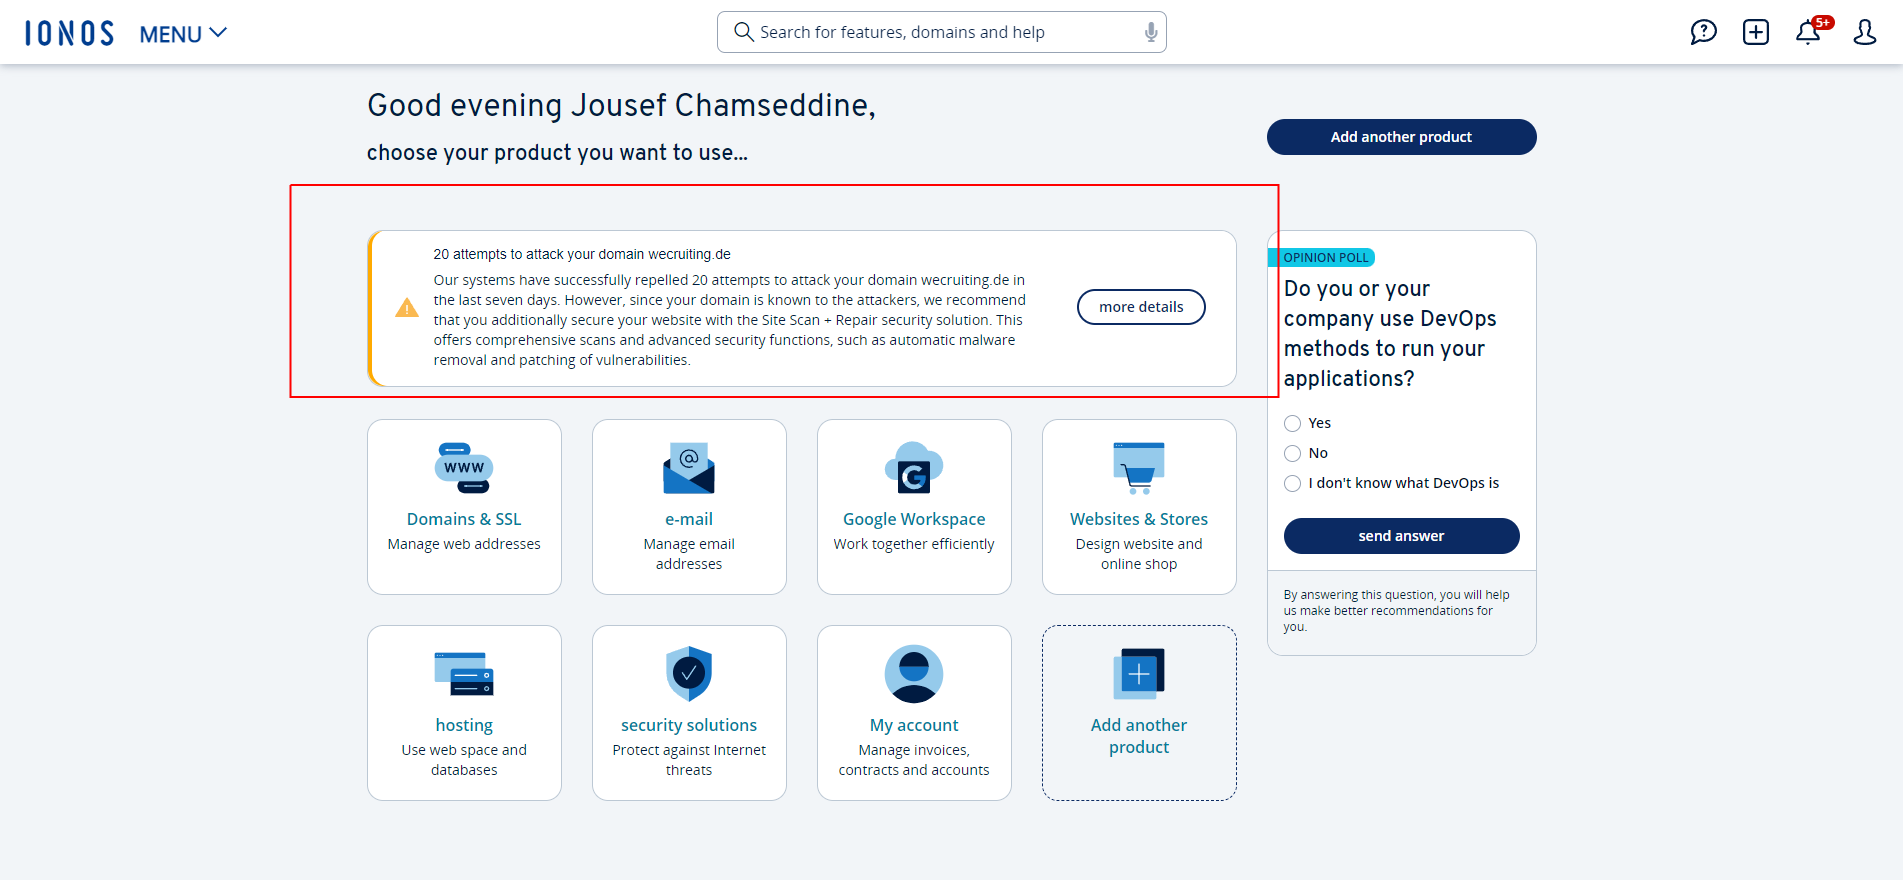 IONOS MENU
Search for features, domains and help
5+
Good evening Jousef Chamseddine,
choose your product you want to use...
Add another product
20 attempts to attack your domain wecruiting.de
Our systems have successfully repelled 20 attempts to attack your domain wecruiting.de in
the last seven days. However, since your domain is known to the attackers, we recommend
that you additionally secure your website with the Site Scan + Repair security solution. This
offers comprehensive scans and advanced security functions, such as automatic malware
removal and patching of vulnerabilities.
more details
OPINION POLL
Do you or your
company use DevOps
methods to run your
applications?
Yes
No
I don't know what DevOps is
send answer
By answering this question, you will help
us make better recommendations for
you.
WWW
Domains & SSL
Manage web addresses
@
e-mail
Manage email
addresses
G
Google Workspace
Work together efficiently
Websites & Stores
Design website and
online shop
hosting
Use web space and
databases
security solutions
Protect against Internet
threats
My account
Manage invoices,
contracts and accounts
Add another
product